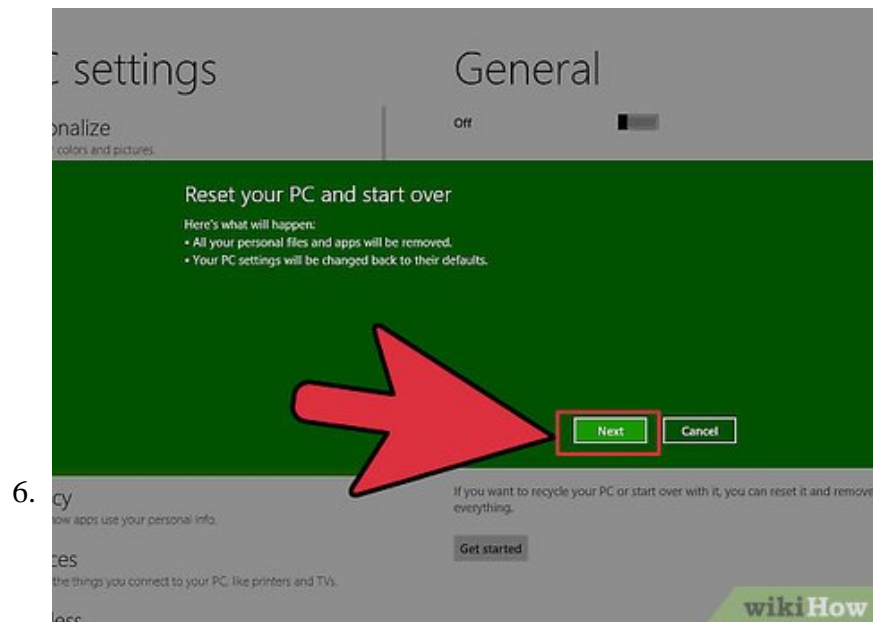 C settings
General
onalize
colors and pictures
Off
Reset your PC and start over
Here's what will happen:
• All your personal files and apps will be removed.
• Your PC settings will be changed back to their defaults.
Next
Cancel
6.
cy
ow apps use your personal info.
If you want to recycle your PC or start over with it, you can reset it and remove
everything.
Get started
ces
the things you connect to your PC, like printers and TVs.
less
wikiHow